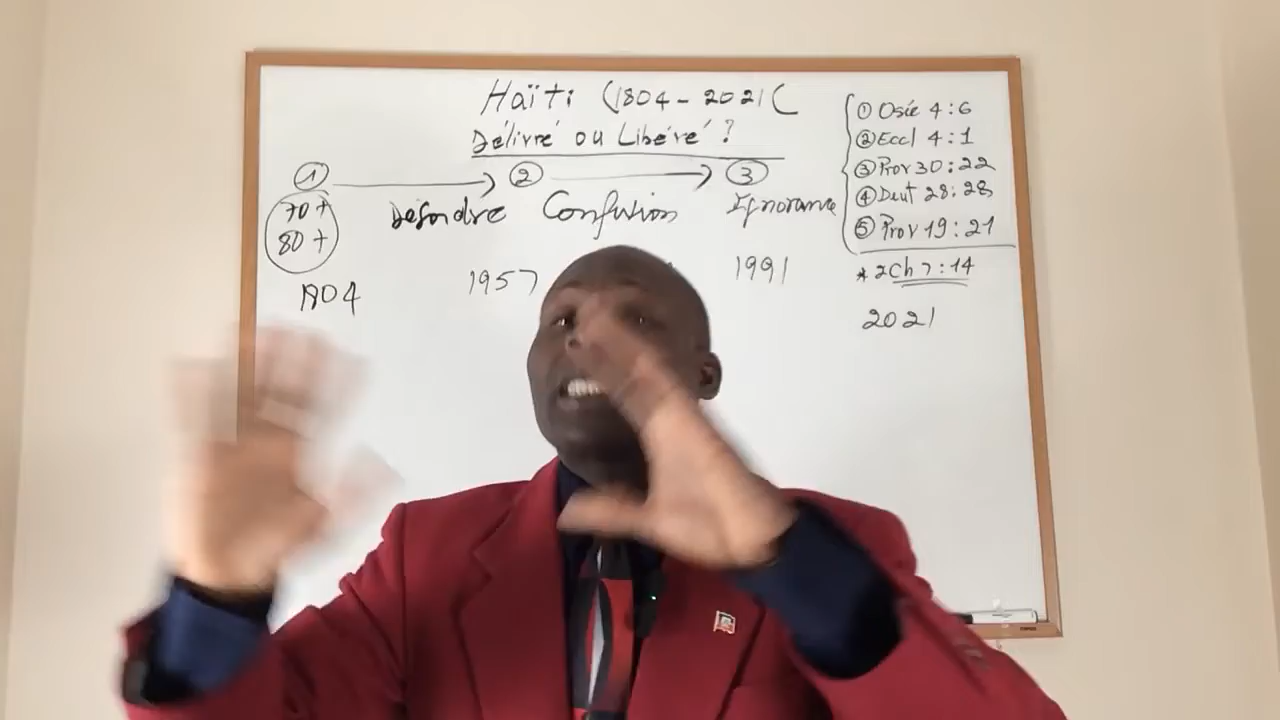 Haïti (1804 - 2021(
Délivré ou Libéré ?
① → ② → ③
70 +
80 +
Desordre Confusion Ignorance
1804 1957 1991
① Osée 4:6
② Eccl 4:1
③ Prov 30:22
④ Deut 28:28
⑤ Prov 19:21
* 2Ch 7:14
2021